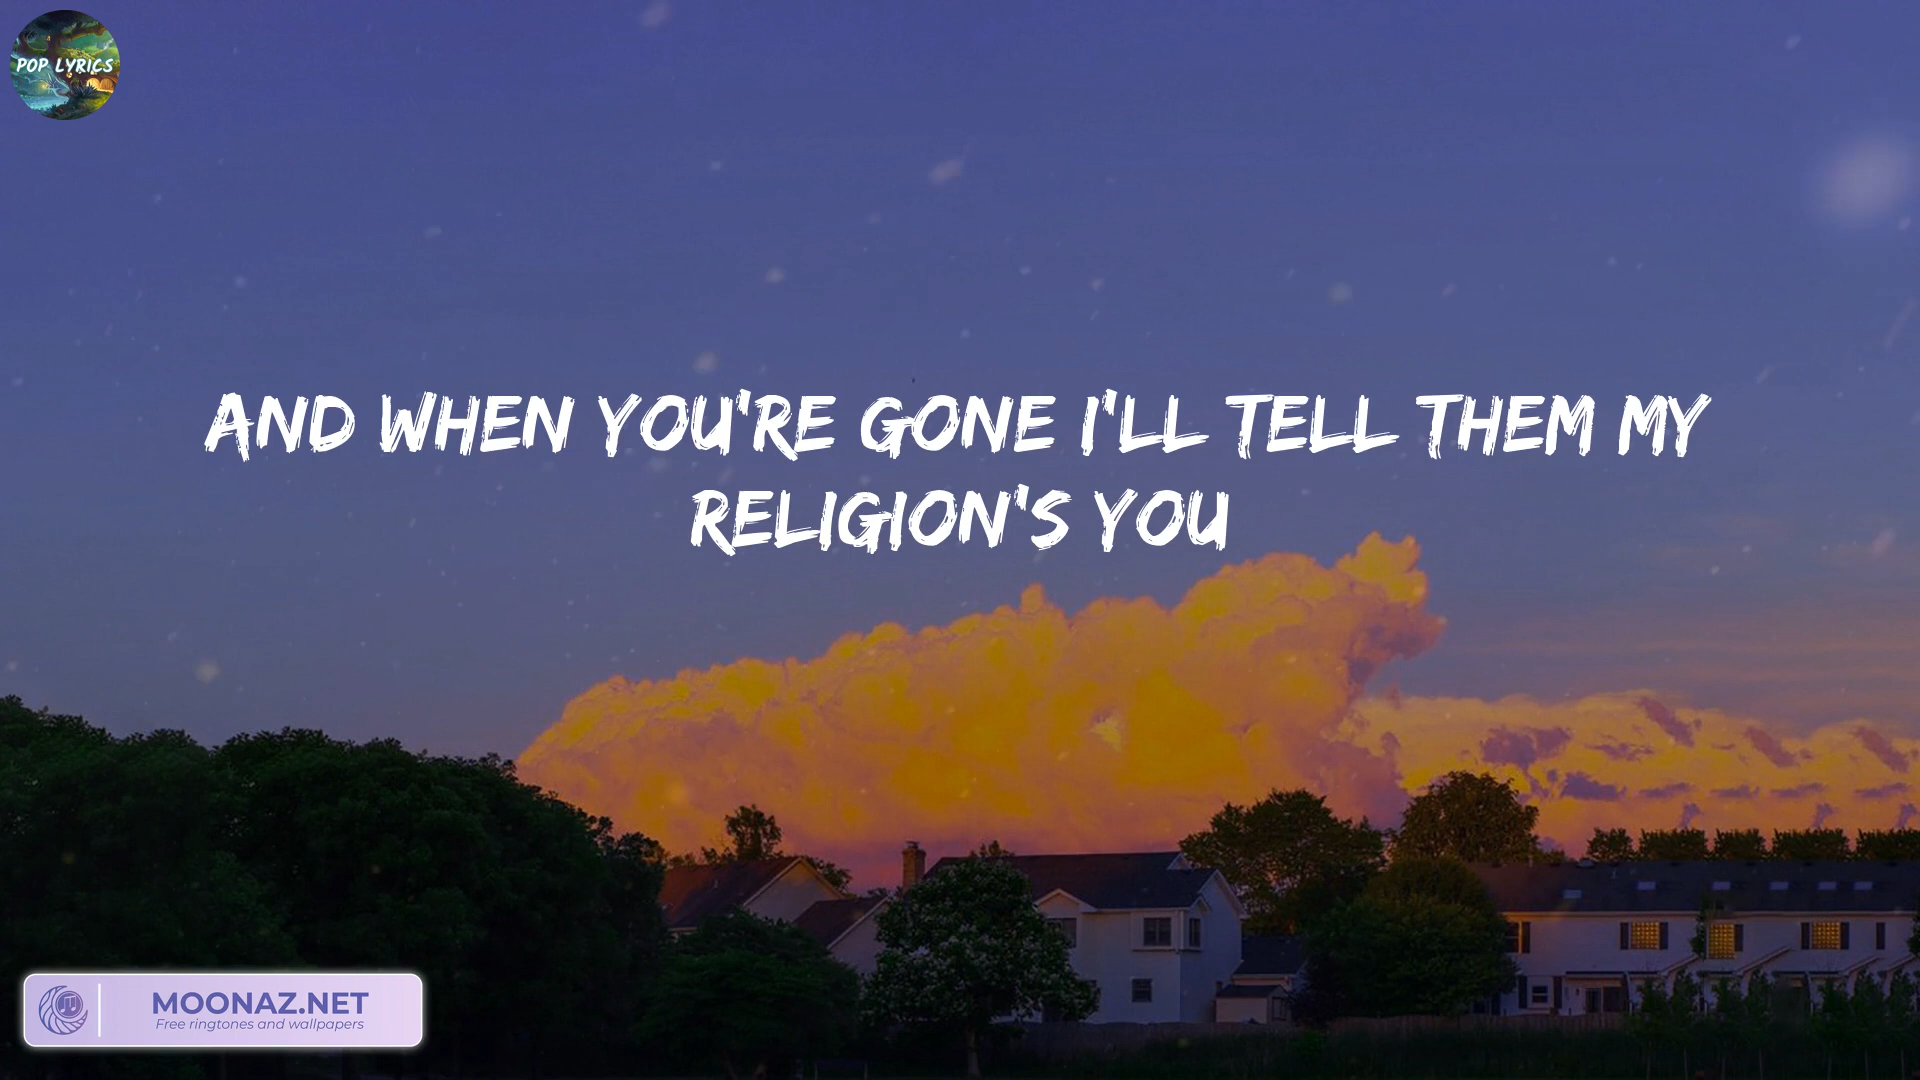 POP LYRICS
AND WHEN YOU'RE GONE I'LL TELL THEM MY
RELIGION'S YOU
MOONAZ.NET
Free ringtones and wallpapers